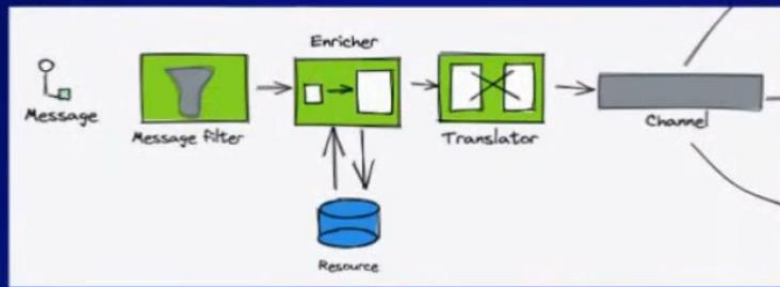 Enricher
Message
Message filter
Translator
Channel
Resource